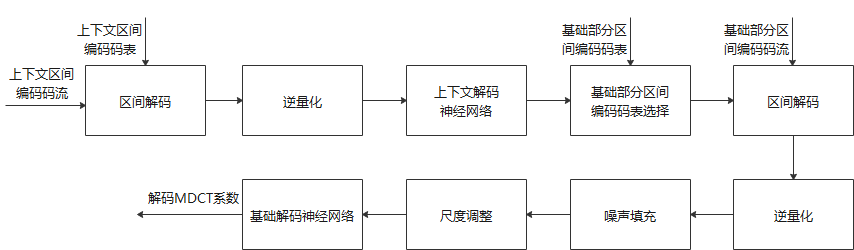 上下文区间
编码码表
基础部分区
间编码码表
基础部分区
间编码码流
上下文区间
编码码流
区间解码
逆量化
上下文解码
神经网络
基础部分区间
编码码表选择
区间解码
解码MDCT系数
基础解码神经网络
尺度调整
噪声填充
逆量化